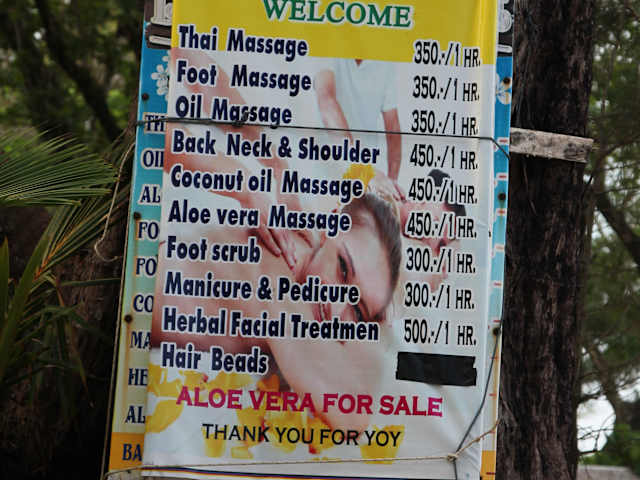 WELCOME
Thai Massage 350.-/1 HR.
Foot Massage 350.-/1 HR.
Oil Massage 350.-/1 HR.
Back Neck & Shoulder 450.-/1 HR.
Coconut oil Massage 450.-/1 HR.
Aloe vera Massage 450.-/1 HR.
Foot scrub 300.-/1 HR.
Manicure & Pedicure 300.-/1 HR.
Herbal Facial Treatmen 500.-/1 HR.
Hair Beads
ALOE VERA FOR SALE
THANK YOU FOR YOY